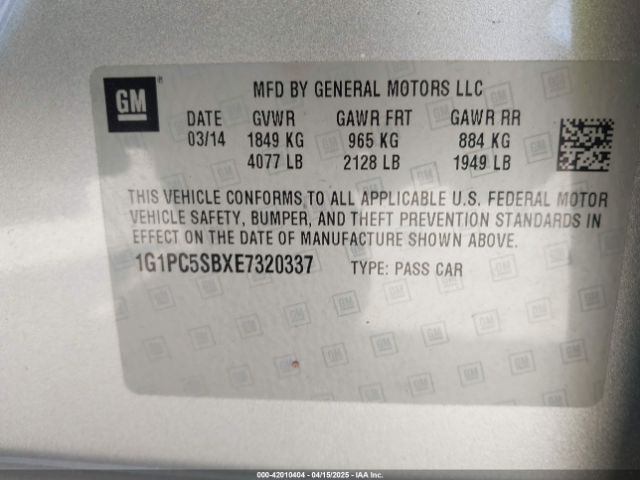 GM ®
MFD BY GENERAL MOTORS LLC
DATE GVWR GAWR FRT GAWR RR
03/14 1849 KG 965 KG 884 KG
4077 LB 2128 LB 1949 LB
THIS VEHICLE CONFORMS TO ALL APPLICABLE U.S. FEDERAL MOTOR
VEHICLE SAFETY, BUMPER, AND THEFT PREVENTION STANDARDS IN
EFFECT ON THE DATE OF MANUFACTURE SHOWN ABOVE.
1G1PC5SBXE7320337 TYPE: PASS CAR
000-42010404 - 04/15/2025 - IAA Inc.